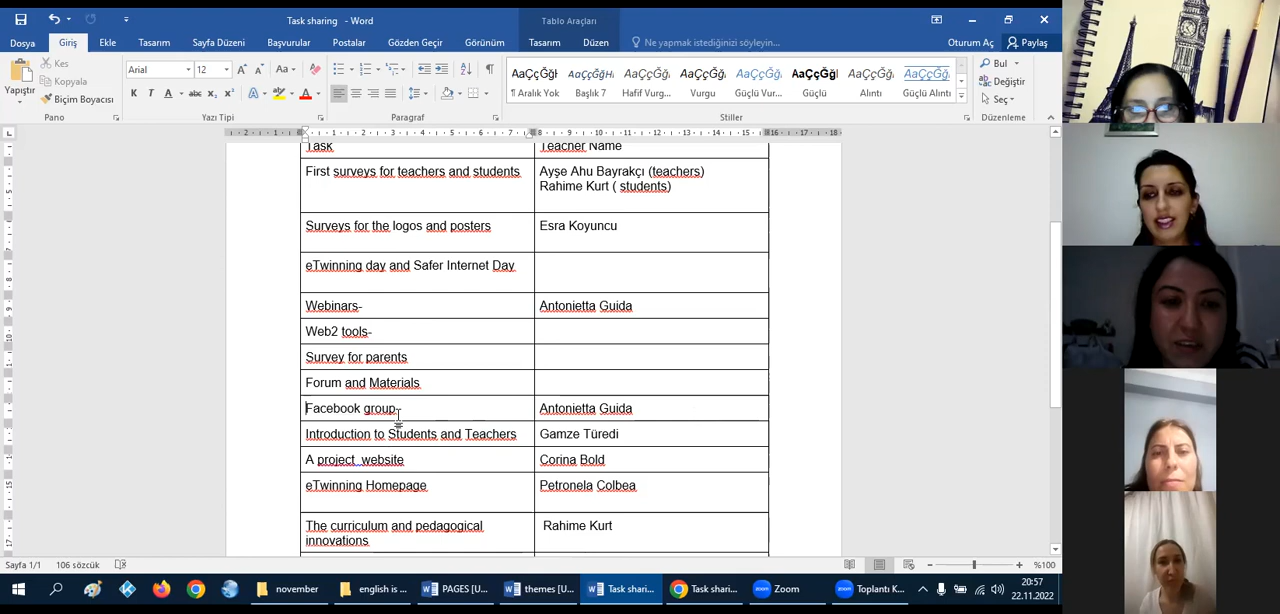 Task sharing - Word
Tablo Araçları
Dosya
Giriş
Ekle
Tasarım
Sayfa Düzeni
Başvurular
Postalar
Gözden Geçir
Görünüm
Tasarım
Düzen
Ne yapmak istediğinizi söyleyin...
Oturum Aç
Paylaş
Yapıştır
Kes
Kopyala
Biçim Boyacısı
Pano
Arial
12
Yazı Tipi
Paragraf
AaÇçĞğI
¶ Aralık Yok
AaÇçĞğHı
Başlık 7
AaÇçĞğI
Hafif Vurg...
AaÇçĞğI
Vurgu
AaÇçĞğI
Güçlü Vur...
AaÇçĞğI
Güçlü
AaÇçĞğI
Alıntı
AaÇçĞğI
Güçlü Alıntı
Stiller
Bul
Değiştir
Seç
Düzenleme
Task
Teacher Name
First surveys for teachers and students
Ayşe Ahu Bayrakçı (teachers)
Rahime Kurt ( students)
Surveys for the logos and posters
Esra Koyuncu
eTwinning day and Safer Internet Day
Webinars-
Antonietta Guida
Web2 tools-
Survey for parents
Forum and Materials
Facebook group-
Antonietta Guida
Introduction to Students and Teachers
Gamze Türedi
A project website
Corina Bold
eTwinning Homepage
Petronela Colbea
The curriculum and pedagogical
innovations
Rahime Kurt
Sayfa 1/1
106 sözcük
%100
november
english is ...
PAGES [U...
themes [U...
Task shari...
Task shari...
Zoom
Toplantı K...
20:57
22.11.2022